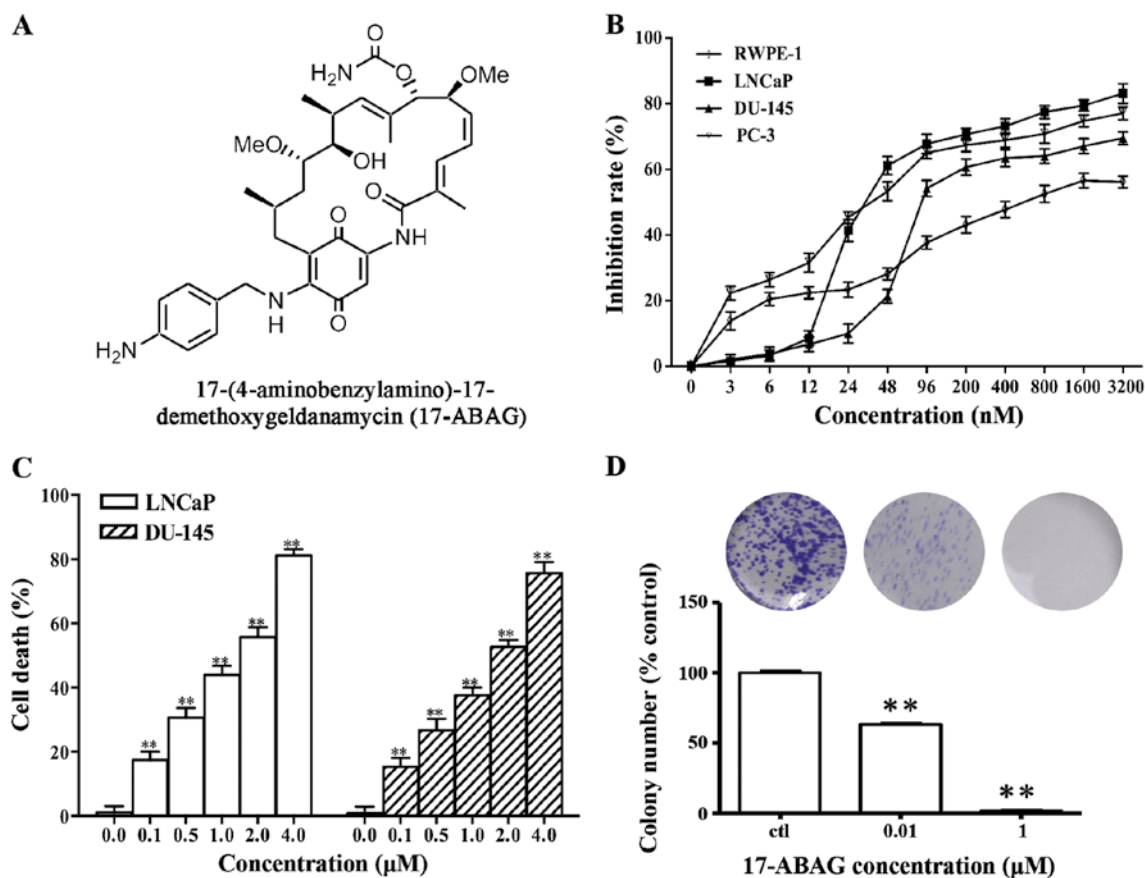 A
O
H₂N
O
OMe
MeO
OH
O
O
NH
N
H
O
H₂N
17-(4-aminobenzylamino)-17-
demethoxygeldanamycin (17-ABAG)
B
RWPE-1
LNCaP
DU-145
PC-3
Inhibition rate (%)
100
80
60
40
20
0
0 3 6 12 24 48 96 200 400 800 1600 3200
Concentration (nM)
C
LNCaP
DU-145
Cell death (%)
100
80
60
40
20
0
** ** ** ** ** ** ** ** ** **
0.0 0.1 0.5 1.0 2.0 4.0 0.0 0.1 0.5 1.0 2.0 4.0
Concentration (μM)
D
Colony number (% control)
150
100
50
0
** **
ctl 0.01 1
17-ABAG concentration (μM)